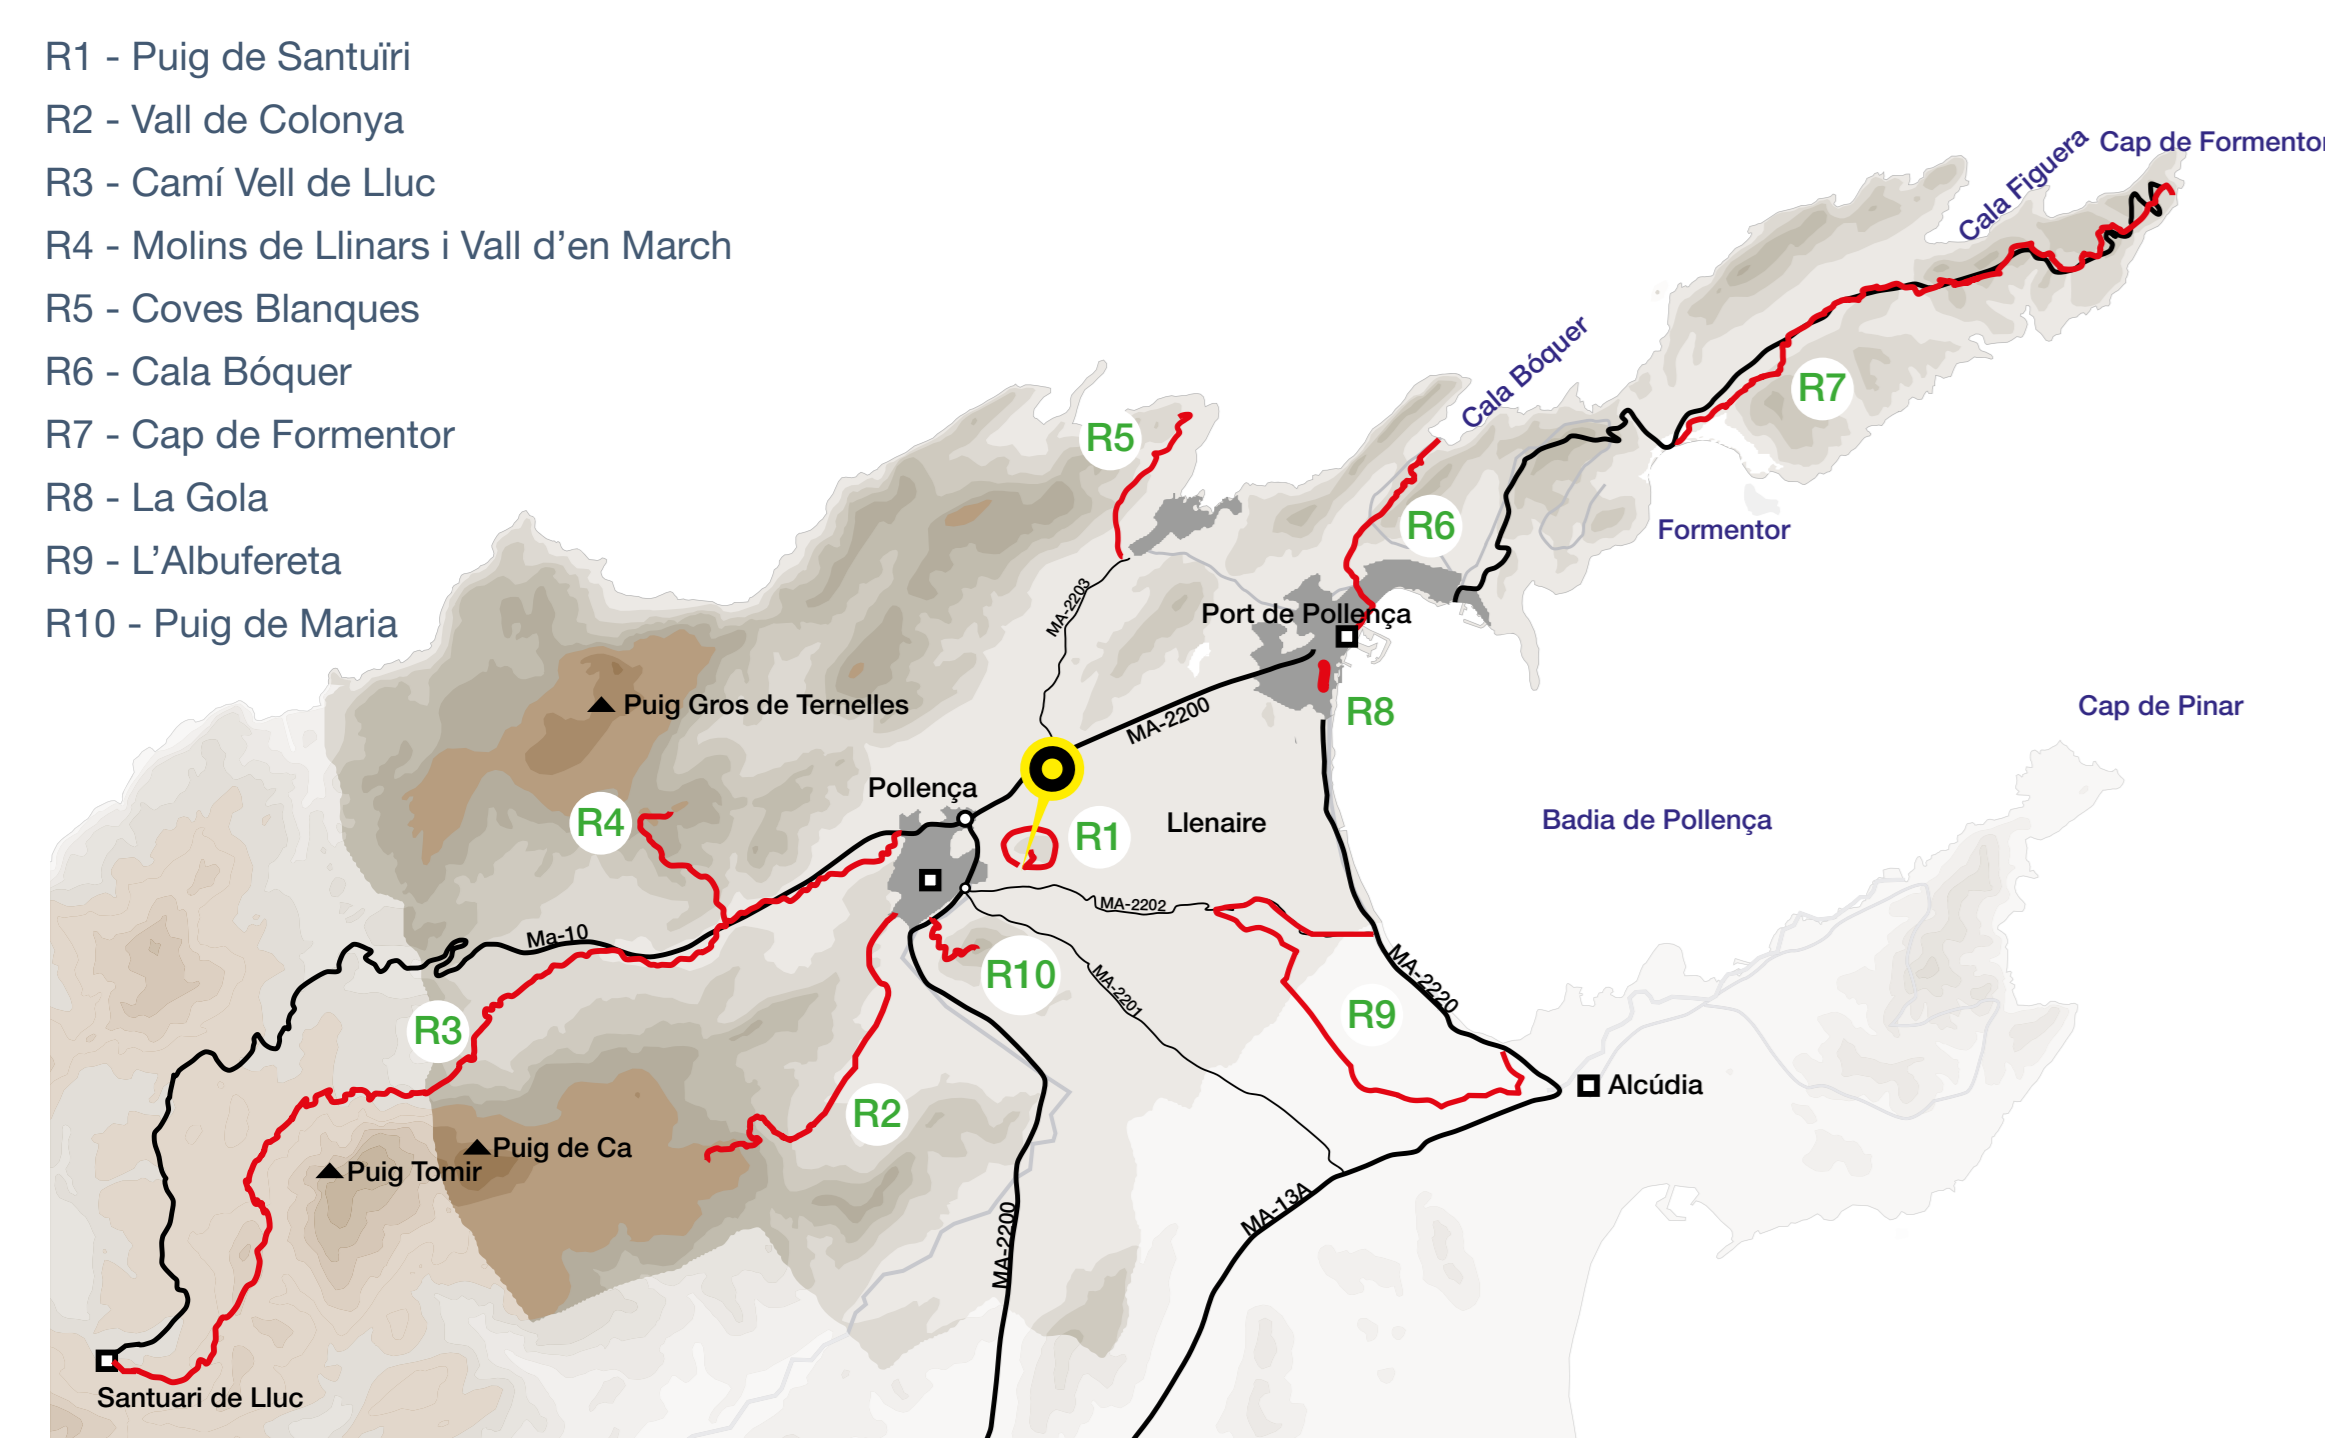 R1 - Puig de Santuïri
R2 - Vall de Colonya
R3 - Camí Vell de Lluc
R4 - Molins de Llinars i Vall d’en March
R5 - Coves Blanques
R6 - Cala Bóquer
R7 - Cap de Formentor
R8 - La Gola
R9 - L’Albufereta
R10 - Puig de Maria
Cap de Formentor
Cala Figuera
Cala Bóquer
R7
R5
R6
Formentor
MA-2203
Port de Pollença
Puig Gros de Ternelles
MA-2200
R8
Cap de Pinar
Pollença
R4
R1
Llenaire
Badia de Pollença
MA-2202
Ma-10
R10
MA-2201
MA-2220
R9
R3
Alcúdia
R2
Puig de Ca
Puig Tomir
MA-13A
MA-2200
Santuari de Lluc